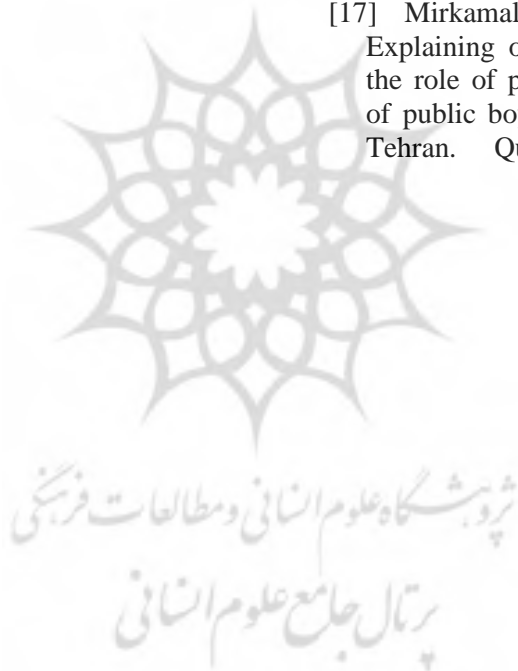 [17] Mirkamal
Explaining o
the role of p
of public bo
Tehran. Qu
پژوهشگاه علوم انسانی و مطالعات فرهنگی
پرتال جامع علوم انسانی